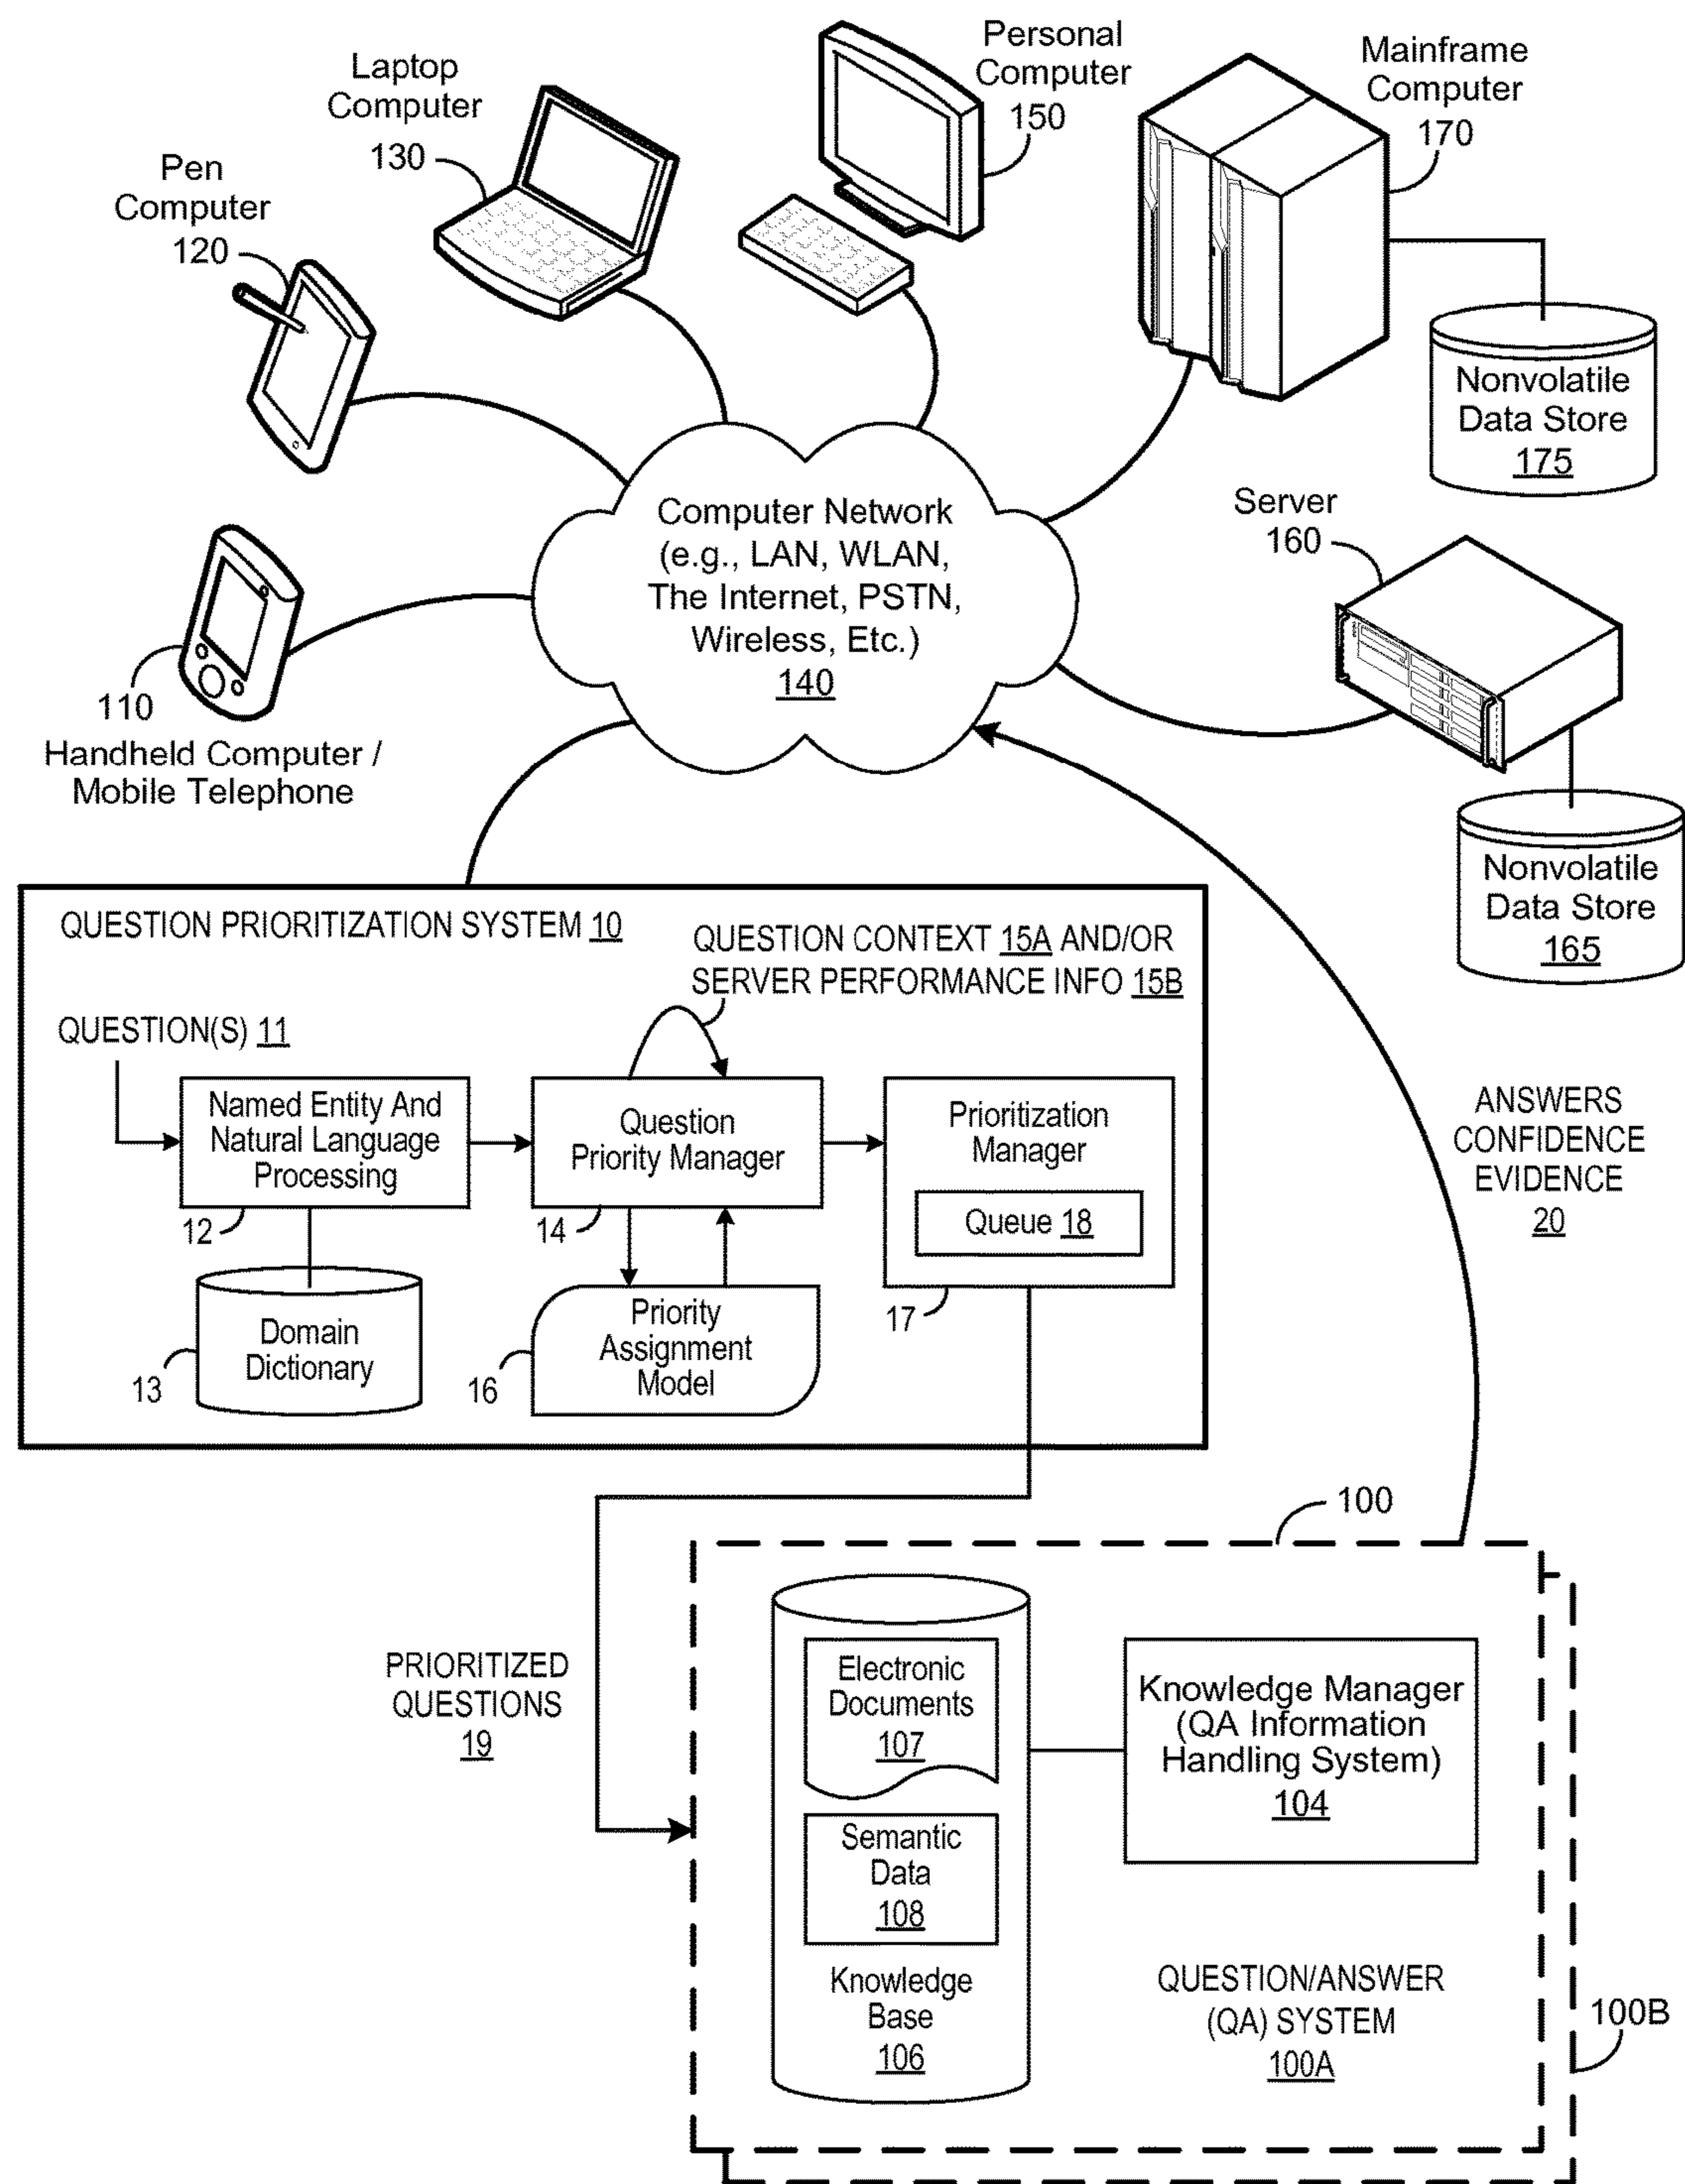 Personal
Computer
150
Mainframe
Computer
170
Laptop
Computer
130
Pen
Computer
120
Nonvolatile
Data Store
175
Server
160
Computer Network
(e.g., LAN, WLAN,
The Internet, PSTN,
Wireless, Etc.)
140
110
Handheld Computer /
Mobile Telephone
Nonvolatile
Data Store
165
QUESTION PRIORITIZATION SYSTEM 10
QUESTION CONTEXT 15A AND/OR
SERVER PERFORMANCE INFO 15B
QUESTION(S) 11
Named Entity And
Natural Language
Processing
12
Question
Priority Manager
14
Prioritization
Manager
Queue 18
17
Domain
Dictionary
13
Priority
Assignment
Model
16
ANSWERS
CONFIDENCE
EVIDENCE
20
100
PRIORITIZED
QUESTIONS
19
Electronic
Documents
107
Semantic
Data
108
Knowledge
Base
106
Knowledge Manager
(QA Information
Handling System)
104
QUESTION/ANSWER
(QA) SYSTEM
100A
100B